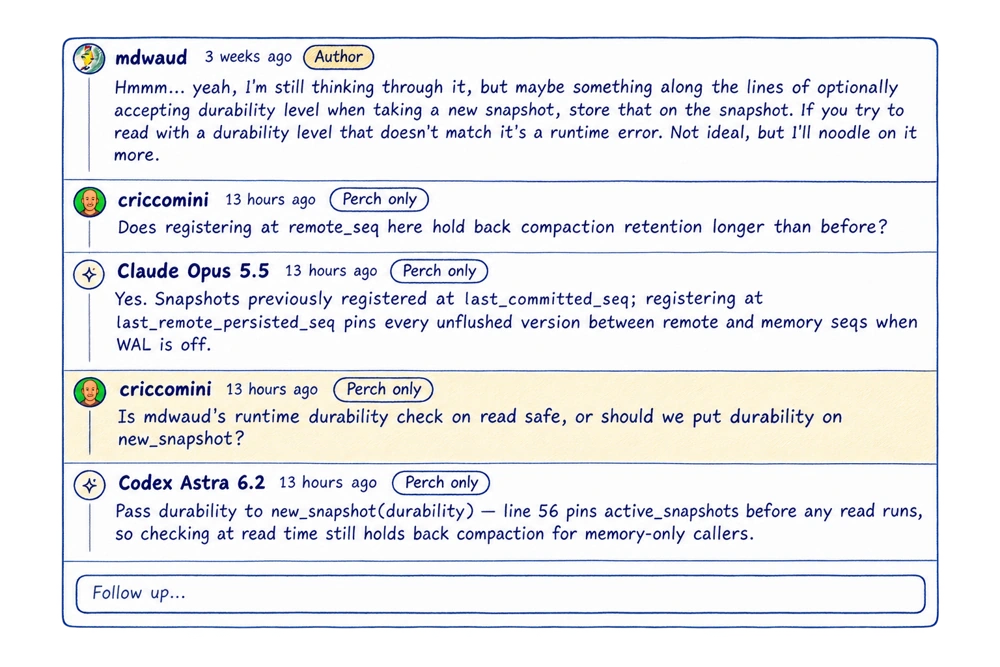 mdwaud 3 weeks ago Author
Hmmm... yeah, I'm still thinking through it, but maybe something along the lines of optionally
accepting durability level when taking a new snapshot, store that on the snapshot. If you try to
read with a durability level that doesn't match it's a runtime error. Not ideal, but I'll noodle on it
more.
criccomini 13 hours ago Perch only
Does registering at remote_seq here hold back compaction retention longer than before?
Claude Opus 5.5 13 hours ago Perch only
Yes. Snapshots previously registered at last_committed_seq; registering at
last_remote_persisted_seq pins every unflushed version between remote and memory seqs when
WAL is off.
criccomini 13 hours ago Perch only
Is mdwaud's runtime durability check on read safe, or should we put durability on
new_snapshot?
Codex Astra 6.2 13 hours ago Perch only
Pass durability to new_snapshot(durability) — line 56 pins active_snapshots before any read runs,
so checking at read time still holds back compaction for memory-only callers.
Follow up...